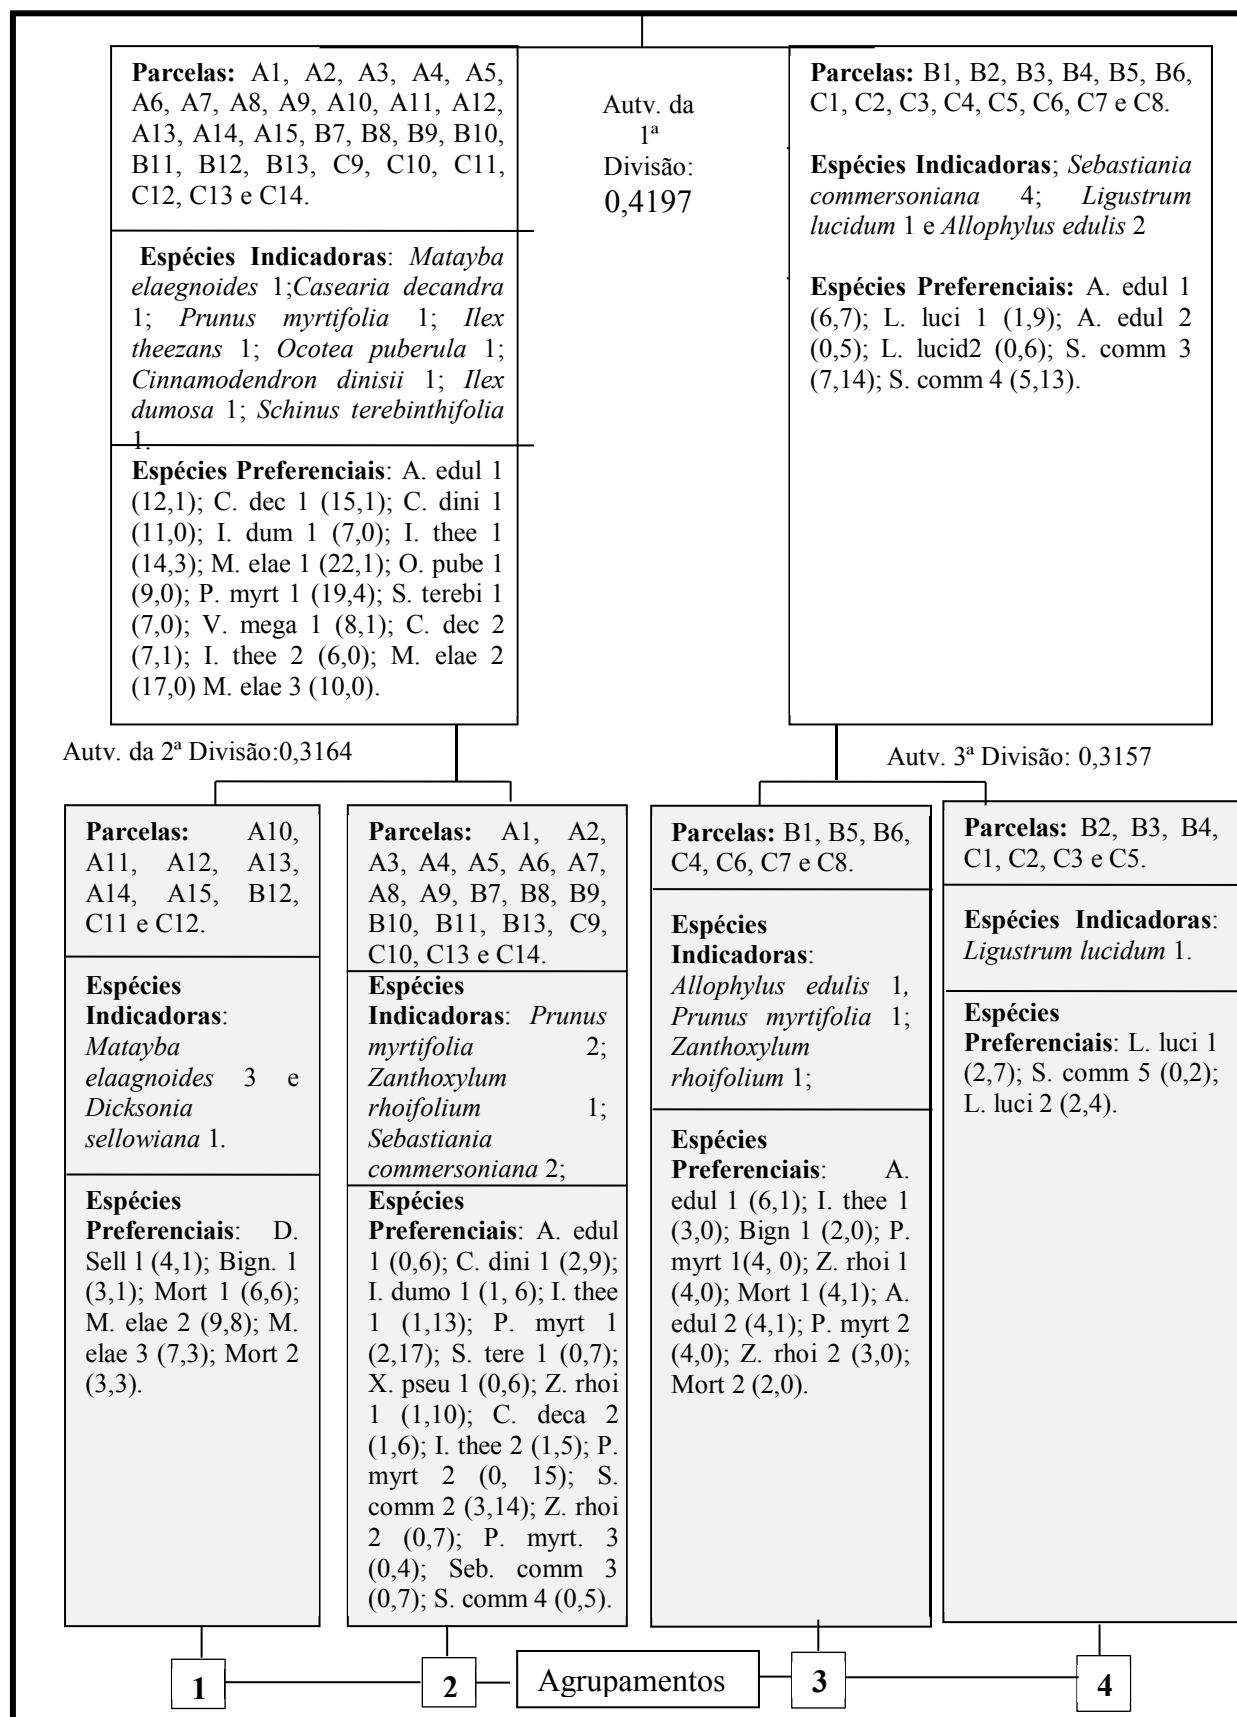 Parcelas: A1, A2, A3, A4, A5,
A6, A7, A8, A9, A10, A11, A12,
A13, A14, A15, B7, B8, B9, B10,
B11, B12, B13, C9, C10, C11,
C12, C13 e C14.
Espécies Indicadoras: Matayba
elaegnoides 1;Casearia decandra
1; Prunus myrtifolia 1; Ilex
theezans 1; Ocotea puberula 1;
Cinnamodendron dinisii 1; Ilex
dumosa 1; Schinus terebinthifolia
1.
Espécies Preferenciais: A. edul 1
(12,1); C. dec 1 (15,1); C. dini 1
(11,0); I. dum 1 (7,0); I. thee 1
(14,3); M. elae 1 (22,1); O. pube 1
(9,0); P. myrt 1 (19,4); S. terebi 1
(7,0); V. mega 1 (8,1); C. dec 2
(7,1); I. thee 2 (6,0); M. elae 2
(17,0) M. elae 3 (10,0).
Autv. da
1ª
Divisão:
0,4197
Parcelas: B1, B2, B3, B4, B5, B6,
C1, C2, C3, C4, C5, C6, C7 e C8.
Espécies Indicadoras; Sebastiania
commersoniana 4; Ligustrum
lucidum 1 e Allophylus edulis 2
Espécies Preferenciais: A. edul 1
(6,7); L. luci 1 (1,9); A. edul 2
(0,5); L. lucid2 (0,6); S. comm 3
(7,14); S. comm 4 (5,13).
Autv. da 2ª Divisão:0,3164
Autv. 3ª Divisão: 0,3157
Parcelas: A10,
A11, A12, A13,
A14, A15, B12,
C11 e C12.
Espécies
Indicadoras:
Matayba
elaagnoides 3 e
Dicksonia
sellowiana 1.
Espécies
Preferenciais: D.
Sell 1 (4,1); Bign. 1
(3,1); Mort 1 (6,6);
M. elae 2 (9,8); M.
elae 3 (7,3); Mort 2
(3,3).
Parcelas: A1, A2,
A3, A4, A5, A6, A7,
A8, A9, B7, B8, B9,
B10, B11, B13, C9,
C10, C13 e C14.
Espécies
Indicadoras: Prunus
myrtifolia 2;
Zanthoxylum
rhoifolium 1;
Sebastiania
commersoniana 2;
Espécies
Preferenciais: A. edul
1 (0,6); C. dini 1 (2,9);
I. dumo 1 (1, 6); I. thee
1 (1,13); P. myrt 1
(2,17); S. tere 1 (0,7);
X. pseu 1 (0,6); Z. rhoi
1 (1,10); C. deca 2
(1,6); I. thee 2 (1,5); P.
myrt 2 (0, 15); S.
comm 2 (3,14); Z. rhoi
2 (0,7); P. myrt. 3
(0,4); Seb. comm 3
(0,7); S. comm 4 (0,5).
Parcelas: B1, B5, B6,
C4, C6, C7 e C8.
Espécies
Indicadoras:
Allophylus edulis 1,
Prunus myrtifolia 1;
Zanthoxylum
rhoifolium 1;
Espécies
Preferenciais: A.
edul 1 (6,1); I. thee 1
(3,0); Bign 1 (2,0); P.
myrt 1(4, 0); Z. rhoi 1
(4,0); Mort 1 (4,1); A.
edul 2 (4,1); P. myrt 2
(4,0); Z. rhoi 2 (3,0);
Mort 2 (2,0).
Parcelas: B2, B3, B4,
C1, C2, C3 e C5.
Espécies Indicadoras:
Ligustrum lucidum 1.
Espécies
Preferenciais: L. luci 1
(2,7); S. comm 5 (0,2);
L. luci 2 (2,4).
1
2
Agrupamentos
3
4